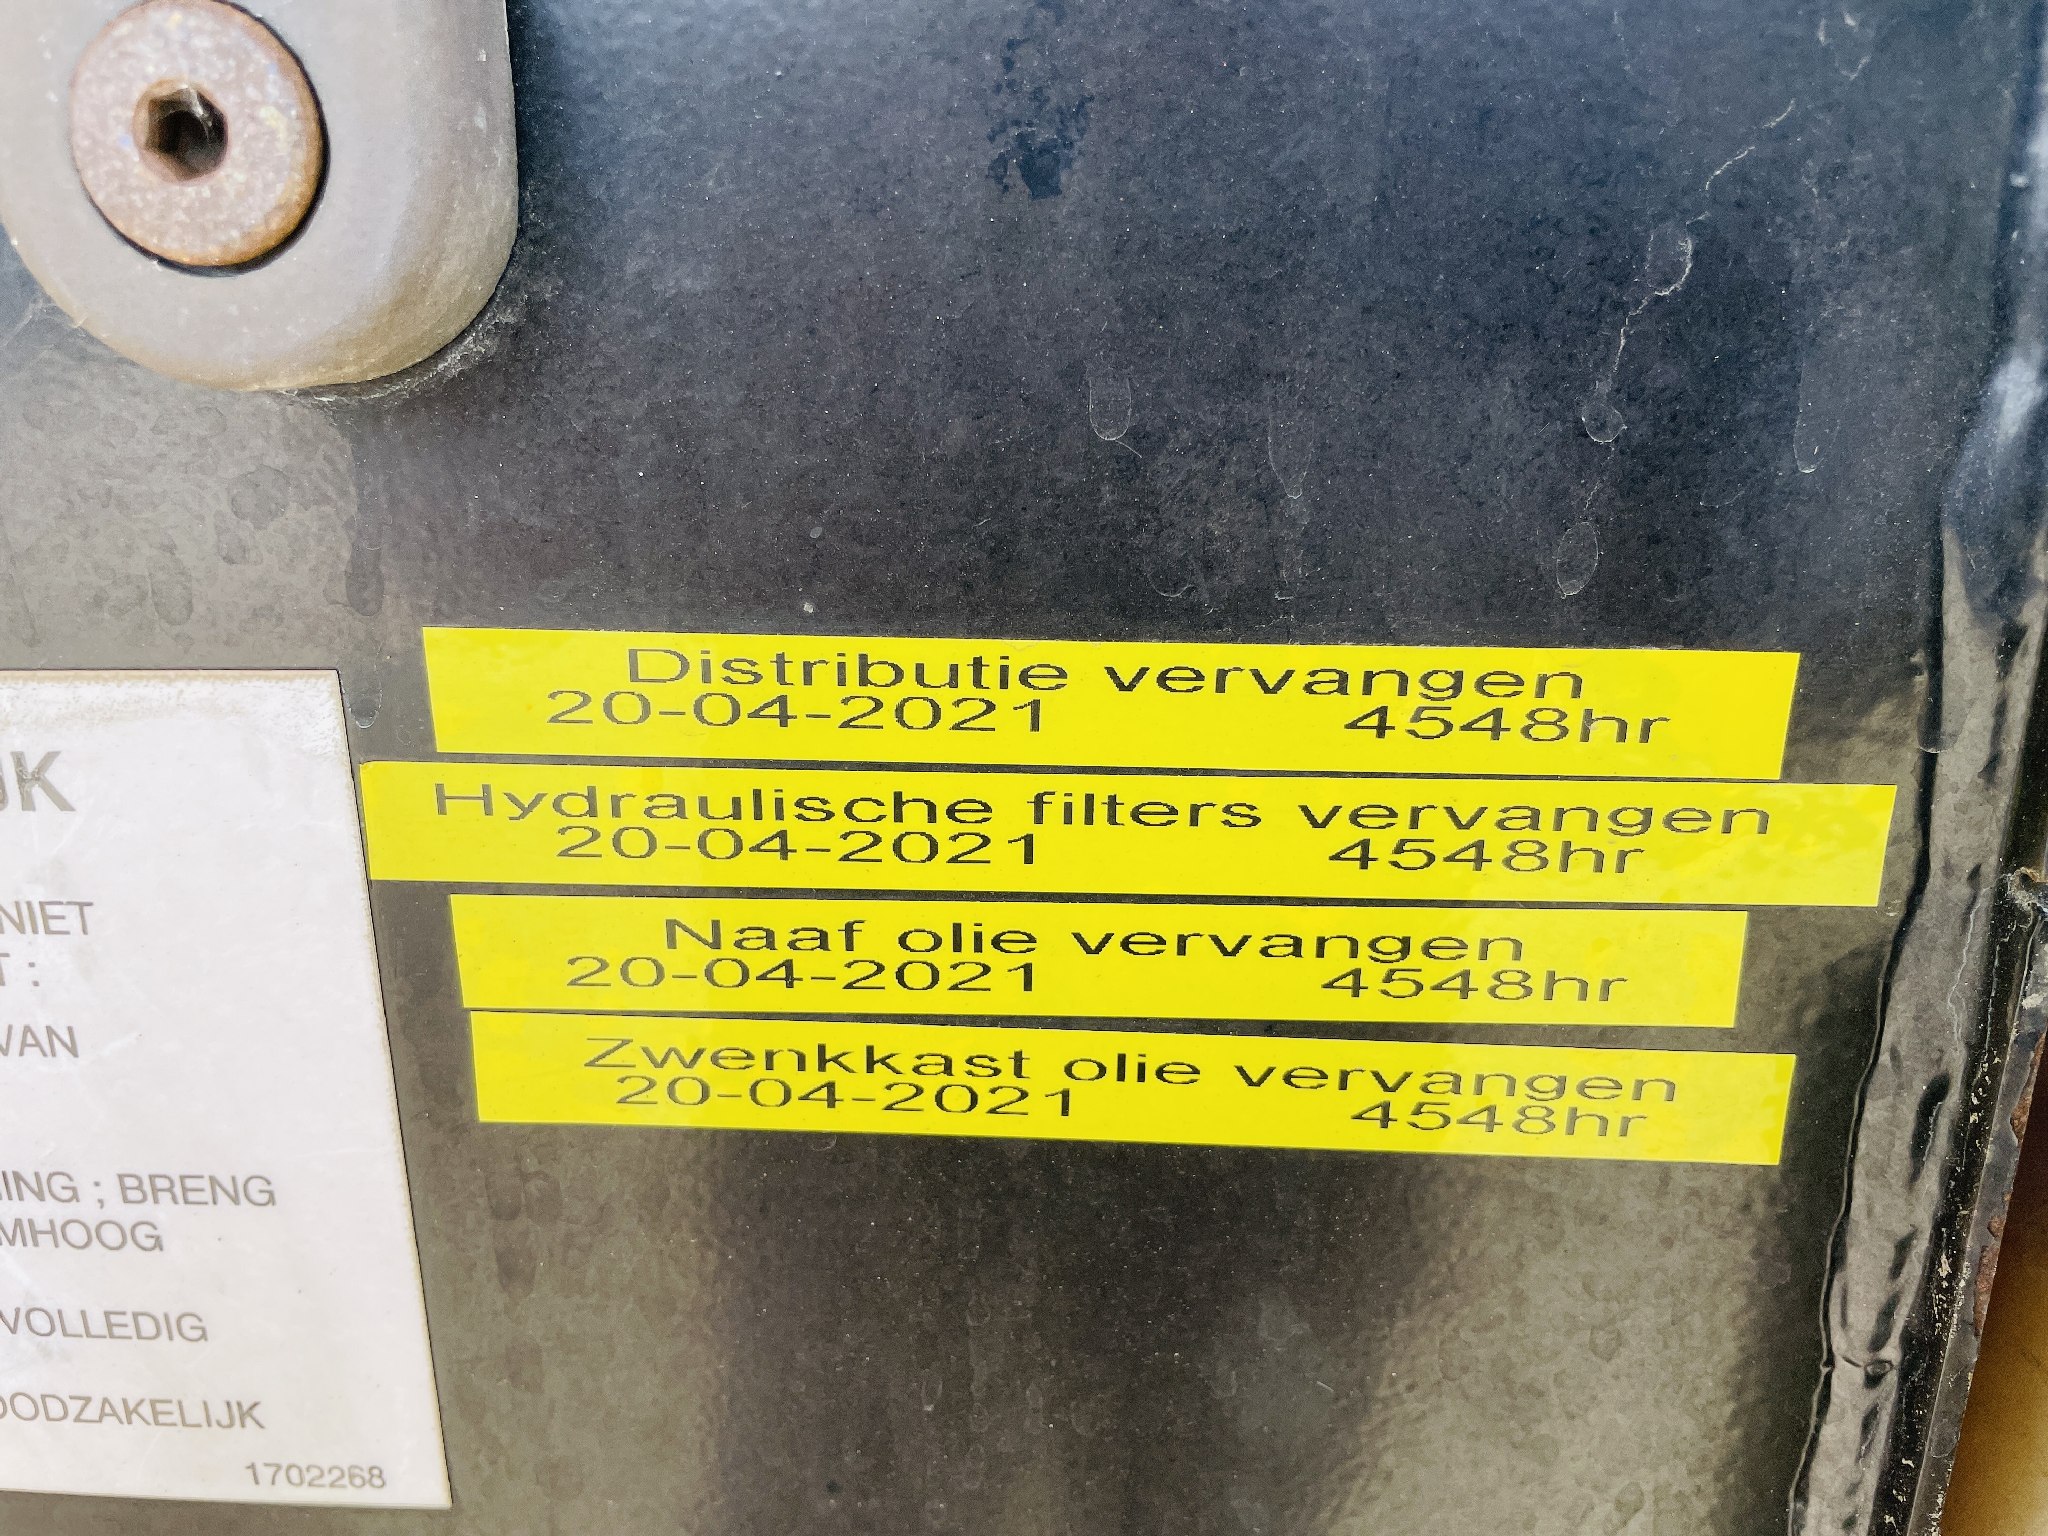 Distributie vervangen
20-04-2021 4548hr
Hydraulische filters vervangen
20-04-2021 4548hr
Naaf olie vervangen
20-04-2021 4548hr
Zwenkkast olie vervangen
20-04-2021 4548hr
JK
NIET
T :
VAN
ING ; BRENG
MHOOG
VOLLEDIG
OODZAKELIJK
1702268